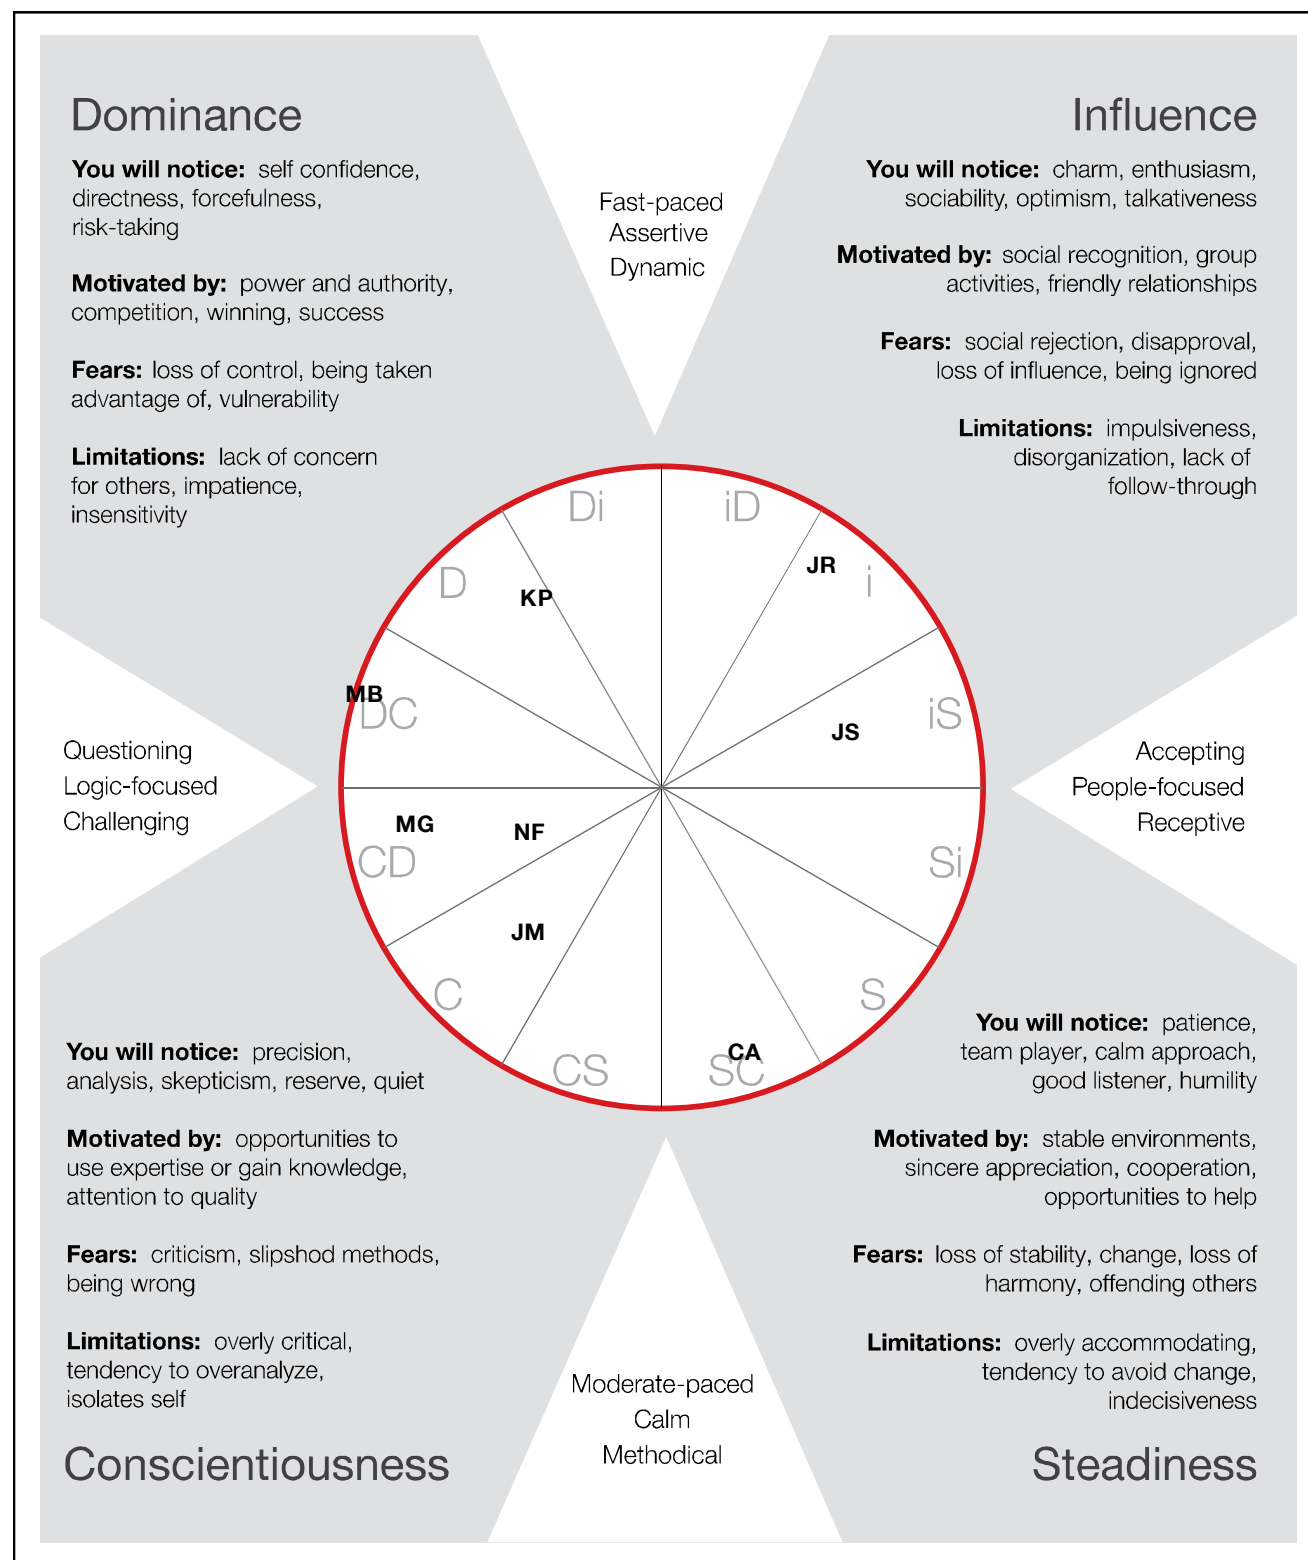 Dominance
You will notice: self confidence,
directness, forcefulness,
risk-taking
Motivated by: power and authority,
competition, winning, success
Fears: loss of control, being taken
advantage of, vulnerability
Limitations: lack of concern
for others, impatience,
insensitivity
Fast-paced
Assertive
Dynamic
Influence
You will notice: charm, enthusiasm,
sociability, optimism, talkativeness
Motivated by: social recognition, group
activities, friendly relationships
Fears: social rejection, disapproval,
loss of influence, being ignored
Limitations: impulsiveness,
disorganization, lack of
follow-through
Di
iD
D
KP
JR
i
MB
DC
JS
iS
Questioning
Logic-focused
Challenging
Accepting
People-focused
Receptive
MG
NF
CD
Si
JM
C
S
CS
CA
SC
You will notice: precision,
analysis, skepticism, reserve, quiet
Motivated by: opportunities to
use expertise or gain knowledge,
attention to quality
Fears: criticism, slipshod methods,
being wrong
Limitations: overly critical,
tendency to overanalyze,
isolates self
Conscientiousness
Moderate-paced
Calm
Methodical
You will notice: patience,
team player, calm approach,
good listener, humility
Motivated by: stable environments,
sincere appreciation, cooperation,
opportunities to help
Fears: loss of stability, change, loss of
harmony, offending others
Limitations: overly accommodating,
tendency to avoid change,
indecisiveness
Steadiness